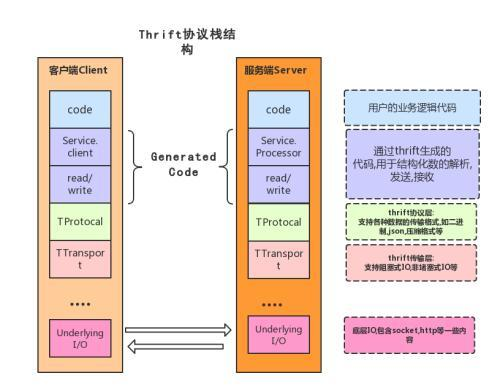 Thrift协议栈结
构
客户端Client
code
Service.
client
read/
write
TProtocal
TTranspor
t
....
Underlying
I/O
Generated
Code
服务端Server
code
Service.
Processor
read/
write
TProtocal
TTranspor
t
....
Underlying
I/O
用户的业务逻辑代码
通过thrift生成的
代码,用于结构化数的解析,
发送,接收
thrift协议层:
支持各种数据的传输格式,如二进
制,json,压缩格式等
thrift传输层:
支持阻塞式IO,非堵塞式IO等
底层IO,包含socket,http等一些内
容